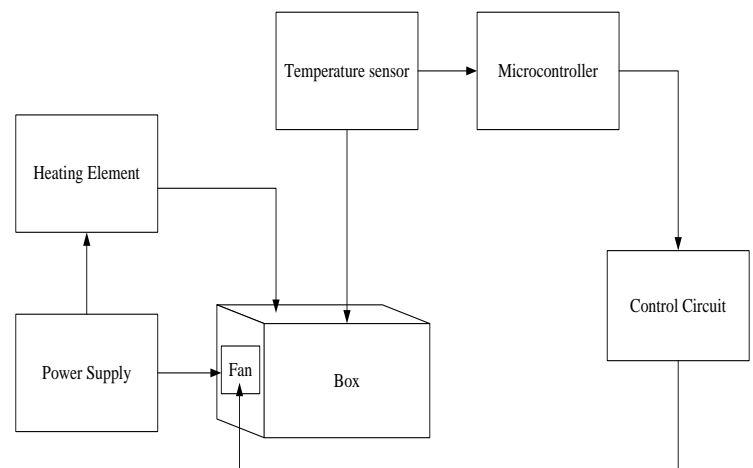 Temperature sensor
Microcontroller
Heating Element
Control Circuit
Power Supply
Fan
Box